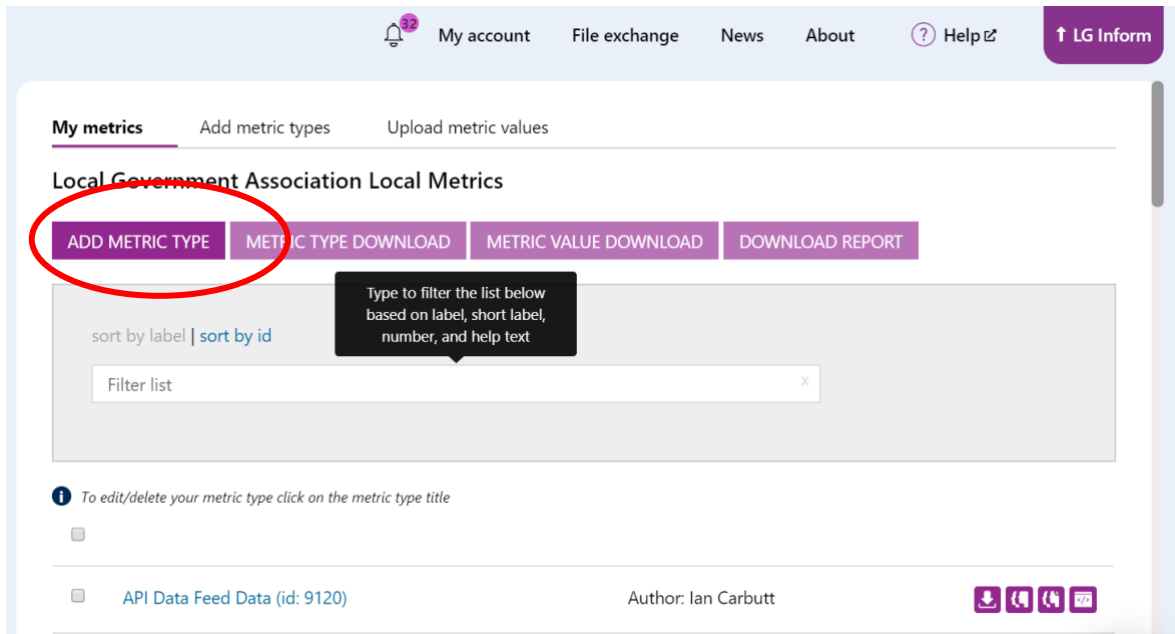 32
My account File exchange News About ? Help LG Inform
My metrics Add metric types Upload metric values
Local Government Association Local Metrics
ADD METRIC TYPE METRIC TYPE DOWNLOAD METRIC VALUE DOWNLOAD DOWNLOAD REPORT
Type to filter the list below
based on label, short label,
number, and help text
sort by label | sort by id
Filter list x
i To edit/delete your metric type click on the metric type title
API Data Feed Data (id: 9120) Author: Ian Carbutt